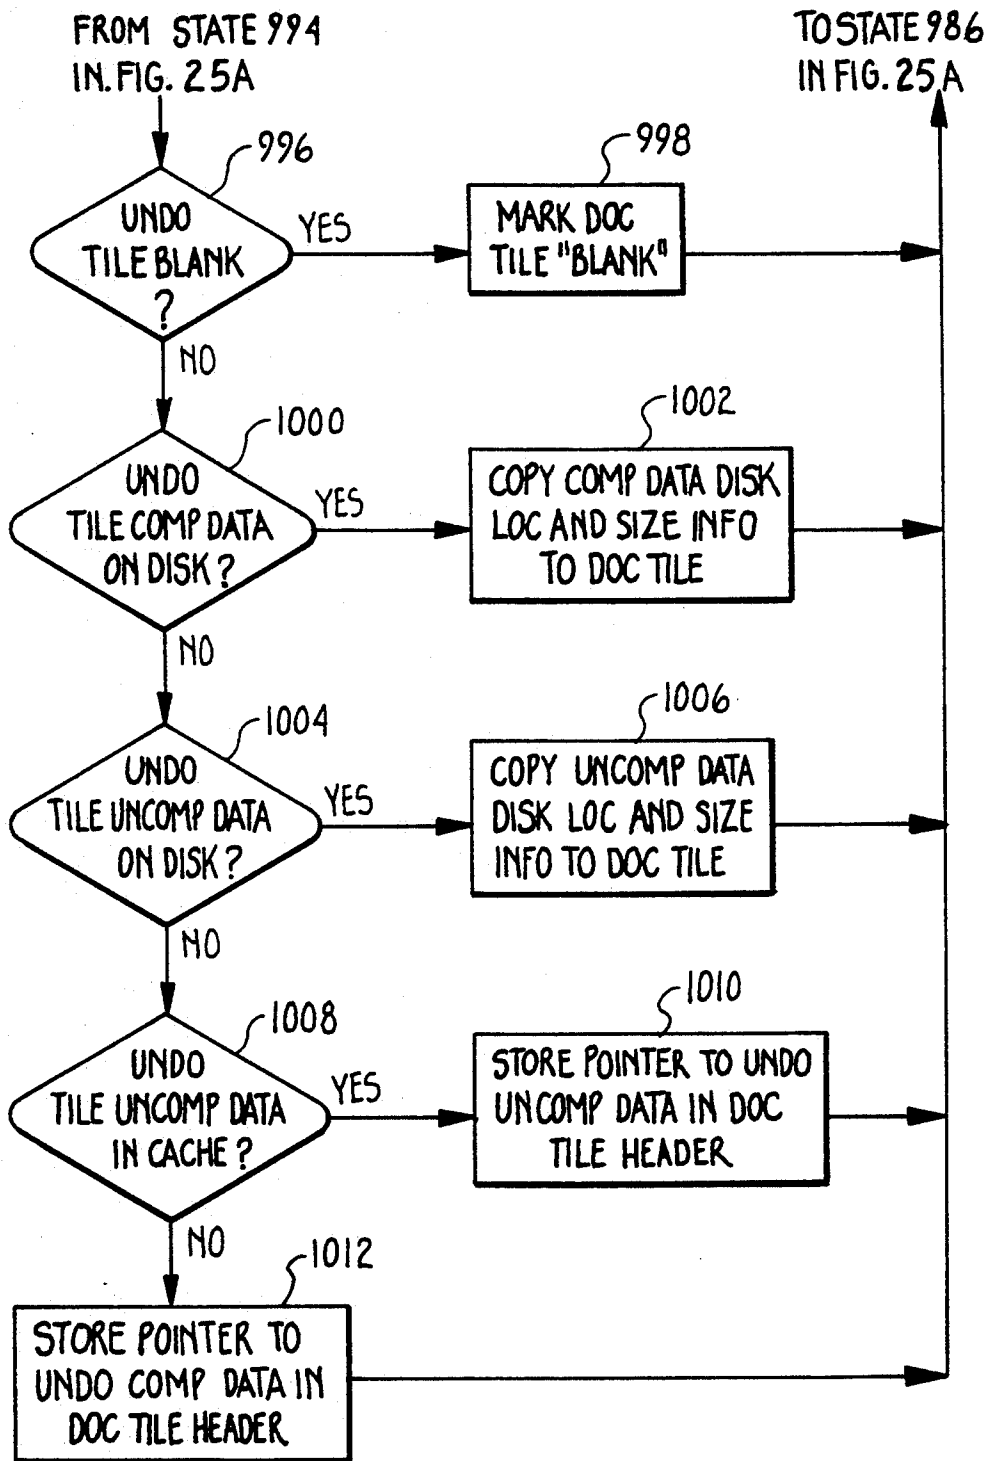 FROM STATE 994
IN. FIG. 25A
TO STATE 986
IN FIG. 25A
996
UNDO
TILE BLANK
?
YES
998
MARK DOC
TILE "BLANK"
NO
1000
UNDO
TILE COMP DATA
ON DISK?
YES
1002
COPY COMP DATA DISK
LOC AND SIZE INFO
TO DOC TILE
NO
1004
UNDO
TILE UNCOMP DATA
ON DISK?
YES
1006
COPY UNCOMP DATA
DISK LOC AND SIZE
INFO TO DOC TILE
NO
1008
UNDO
TILE UNCOMP DATA
IN CACHE?
YES
1010
STORE POINTER TO UNDO
UNCOMP DATA IN DOC
TILE HEADER
NO
1012
STORE POINTER TO
UNDO COMP DATA IN
DOC TILE HEADER